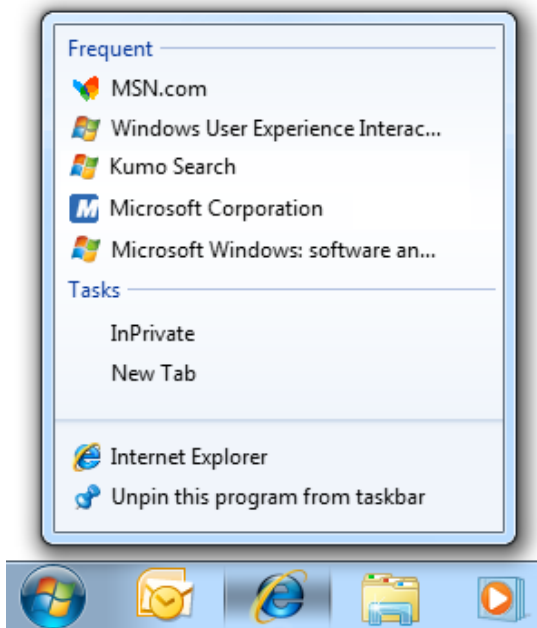 Frequent
MSN.com
Windows User Experience Interac...
Kumo Search
Microsoft Corporation
Microsoft Windows: software an...
Tasks
InPrivate
New Tab
Internet Explorer
Unpin this program from taskbar